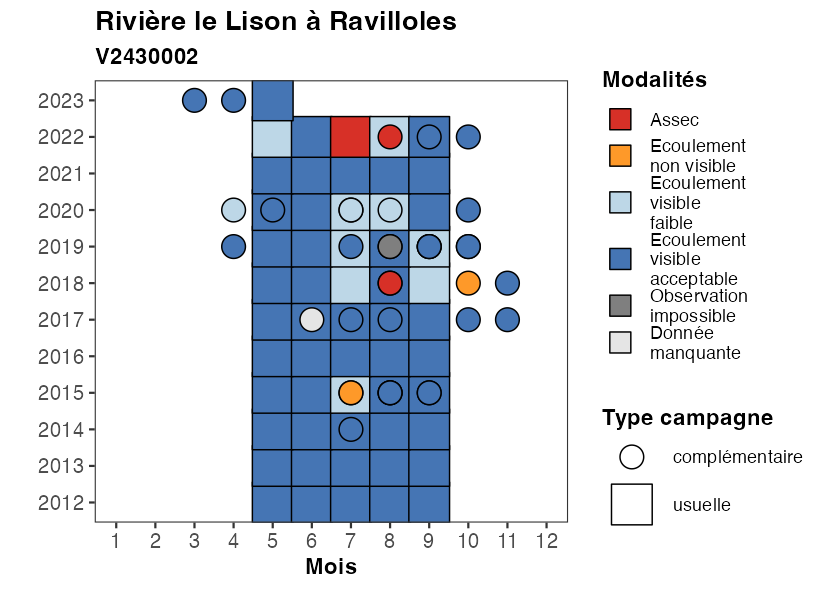 Rivière le Lison à Ravilloles
V2430002
2023
2022
2021
2020
2019
2018
2017
2016
2015
2014
2013
2012
1 2 3 4 5 6 7 8 9 10 11 12
Mois
Modalités
Assec
Ecoulement
non visible
Ecoulement
visible
faible
Ecoulement
visible
acceptable
Observation
impossible
Donnée
manquante
Type campagne
complémentaire
usuelle